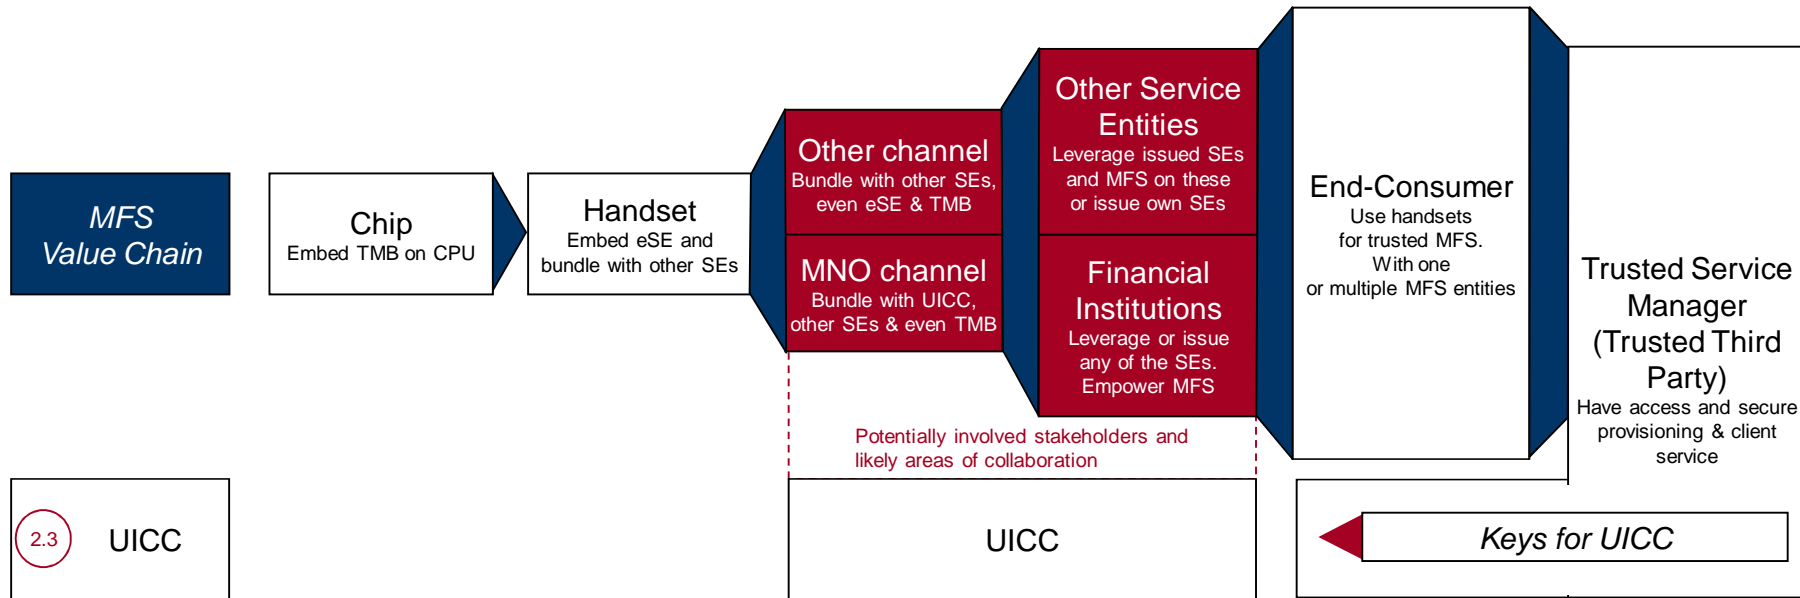 MFS
Value Chain
Chip
Embed TMB on CPU
Handset
Embed eSE and
bundle with other SEs
Other channel
Bundle with other SEs,
even eSE & TMB
MNO channel
Bundle with UICC,
other SEs & even TMB
Other Service
Entities
Leverage issued SEs
and MFS on these
or issue own SEs
Financial
Institutions
Leverage or issue
any of the SEs.
Empower MFS
End-Consumer
Use handsets
for trusted MFS.
With one
or multiple MFS entities
Trusted Service
Manager
(Trusted Third
Party)
Have access and secure
provisioning & client
service
Potentially involved stakeholders and
likely areas of collaboration
2.3
UICC
UICC
Keys for UICC